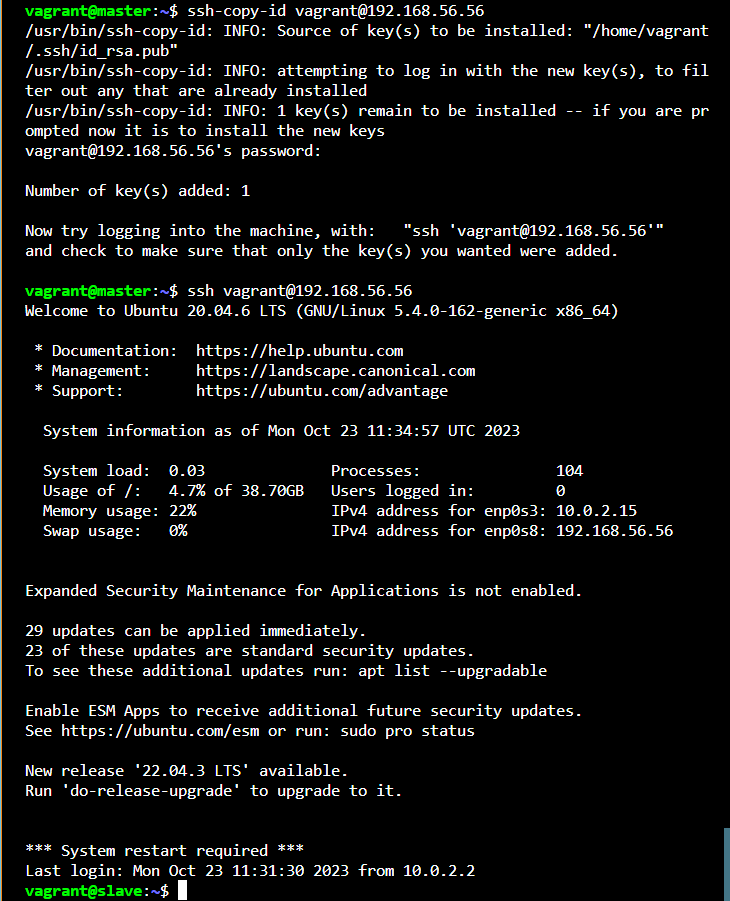 vagrant@master:~$ ssh-copy-id vagrant@192.168.56.56
/usr/bin/ssh-copy-id: INFO: Source of key(s) to be installed: "/home/vagrant
/.ssh/id_rsa.pub"
/usr/bin/ssh-copy-id: INFO: attempting to log in with the new key(s), to fil
ter out any that are already installed
/usr/bin/ssh-copy-id: INFO: 1 key(s) remain to be installed -- if you are pr
ompted now it is to install the new keys
vagrant@192.168.56.56's password:
Number of key(s) added: 1
Now try logging into the machine, with:   "ssh 'vagrant@192.168.56.56'"
and check to make sure that only the key(s) you wanted were added.
vagrant@master:~$ ssh vagrant@192.168.56.56
Welcome to Ubuntu 20.04.6 LTS (GNU/Linux 5.4.0-162-generic x86_64)
 * Documentation:  https://help.ubuntu.com
 * Management:     https://landscape.canonical.com
 * Support:        https://ubuntu.com/advantage
  System information as of Mon Oct 23 11:34:57 UTC 2023
  System load:  0.03              Processes:               104
  Usage of /:   4.7% of 38.70GB   Users logged in:         0
  Memory usage: 22%               IPv4 address for enp0s3: 10.0.2.15
  Swap usage:   0%                IPv4 address for enp0s8: 192.168.56.56
Expanded Security Maintenance for Applications is not enabled.
29 updates can be applied immediately.
23 of these updates are standard security updates.
To see these additional updates run: apt list --upgradable
Enable ESM Apps to receive additional future security updates.
See https://ubuntu.com/esm or run: sudo pro status
New release '22.04.3 LTS' available.
Run 'do-release-upgrade' to upgrade to it.
*** System restart required ***
Last login: Mon Oct 23 11:31:30 2023 from 10.0.2.2
vagrant@slave:~$